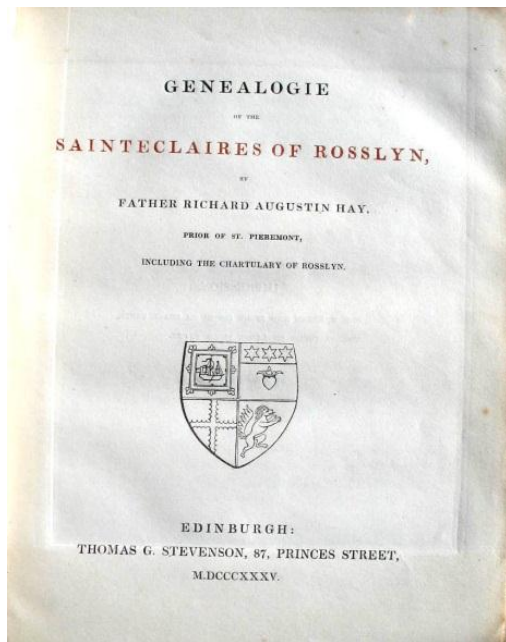 GENEALOGIE
OF THE
SAINTECLAIRES OF ROSSLYN,
BY
FATHER RICHARD AUGUSTIN HAY,
PRIOR OF ST. PIEREMONT,
INCLUDING THE CHARTULARY OF ROSSLYN.
EDINBURGH:
THOMAS G. STEVENSON, 87, PRINCES STREET,
M.DCCCXXXV.